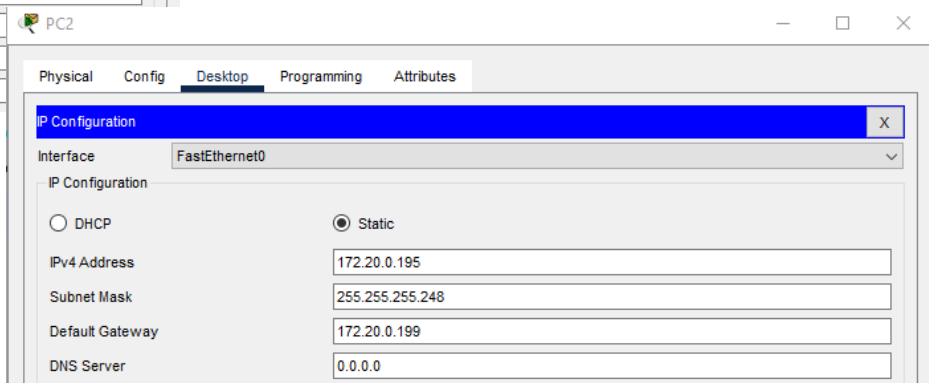 PC2
Physical Config Desktop Programming Attributes
IP Configuration X
Interface FastEthernet0
IP Configuration
DHCP Static
IPv4 Address 172.20.0.195
Subnet Mask 255.255.255.248
Default Gateway 172.20.0.199
DNS Server 0.0.0.0